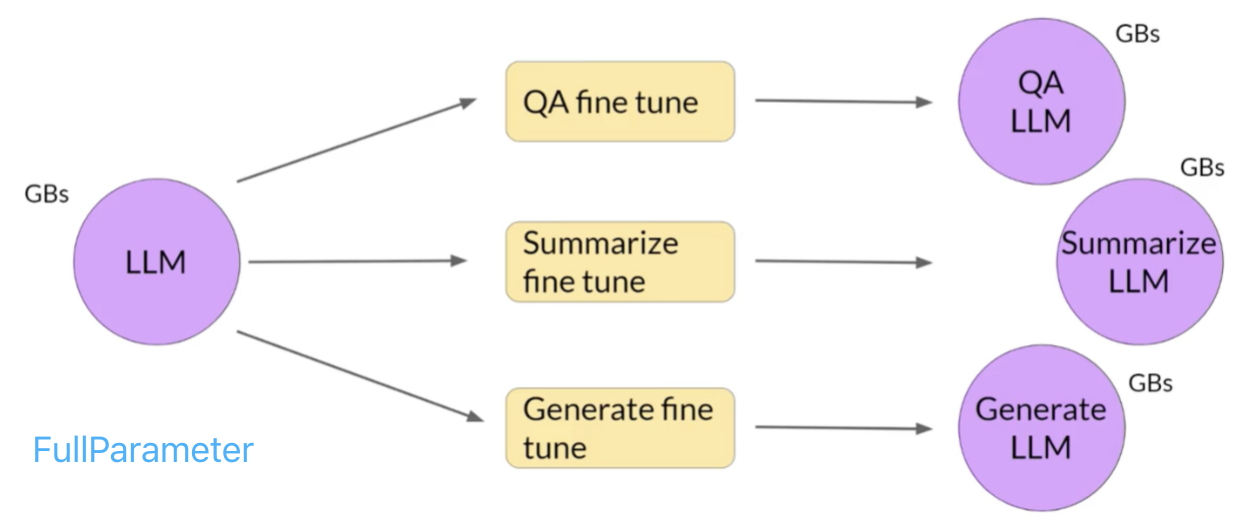 GBs
LLM
QA fine tune
Summarize
fine tune
Generate fine
tune
GBs
QA
LLM
GBs
Summarize
LLM
GBs
Generate
LLM
FullParameter